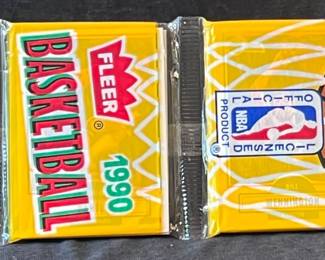 FLEER
®
1990
BASKETBALL
OFFICIAL LICENSED
NBA
PRODUCT